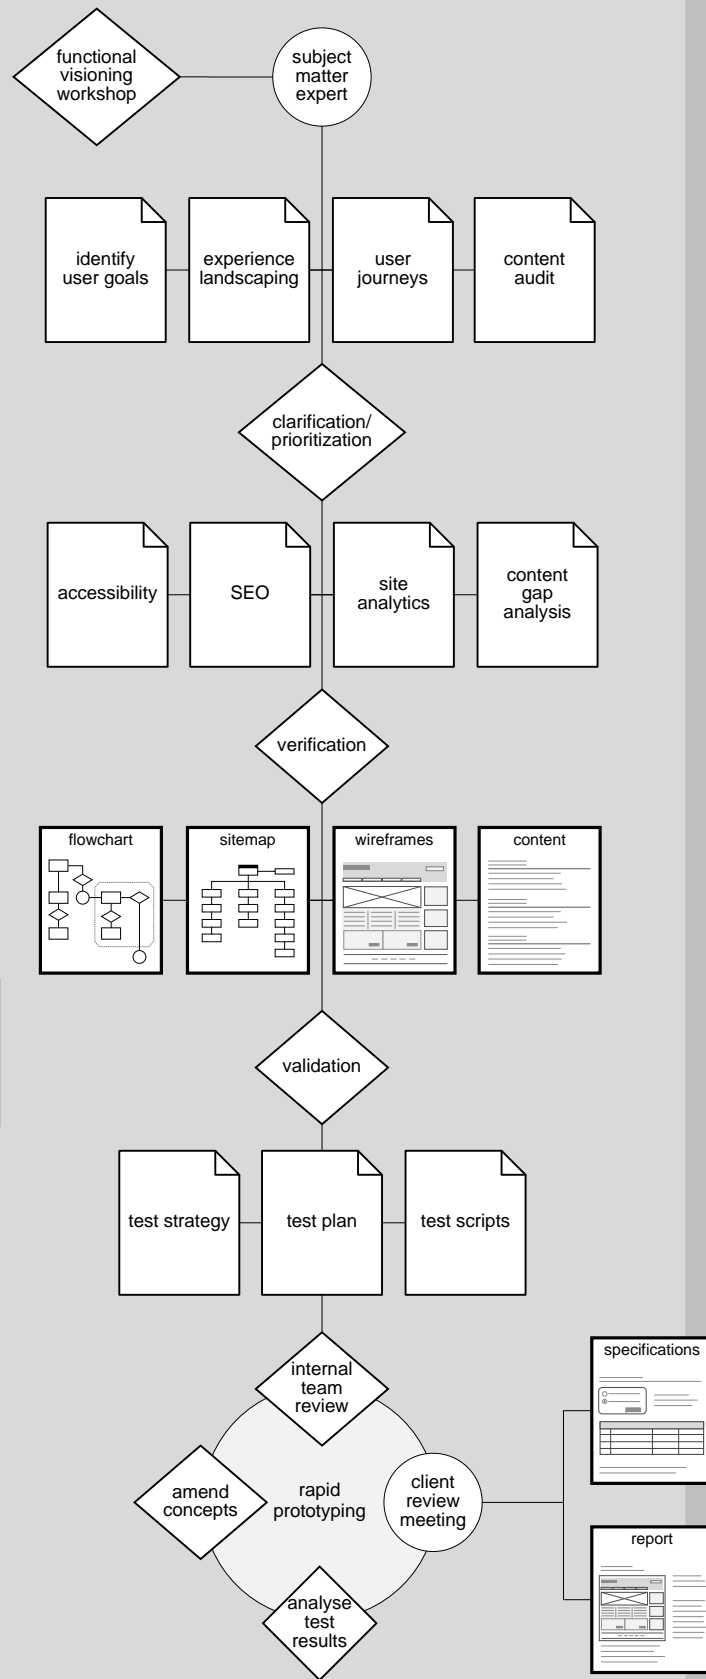 functional
visioning
workshop
subject
matter
expert
identify
user goals
experience
landscaping
user
journeys
content
audit
clarification/
prioritization
accessibility
SEO
site
analytics
content
gap
analysis
verification
flowchart
sitemap
wireframes
content
validation
test strategy
test plan
test scripts
internal
team
review
specifications
amend
concepts
rapid
prototyping
client
review
meeting
report
analyse
test
results